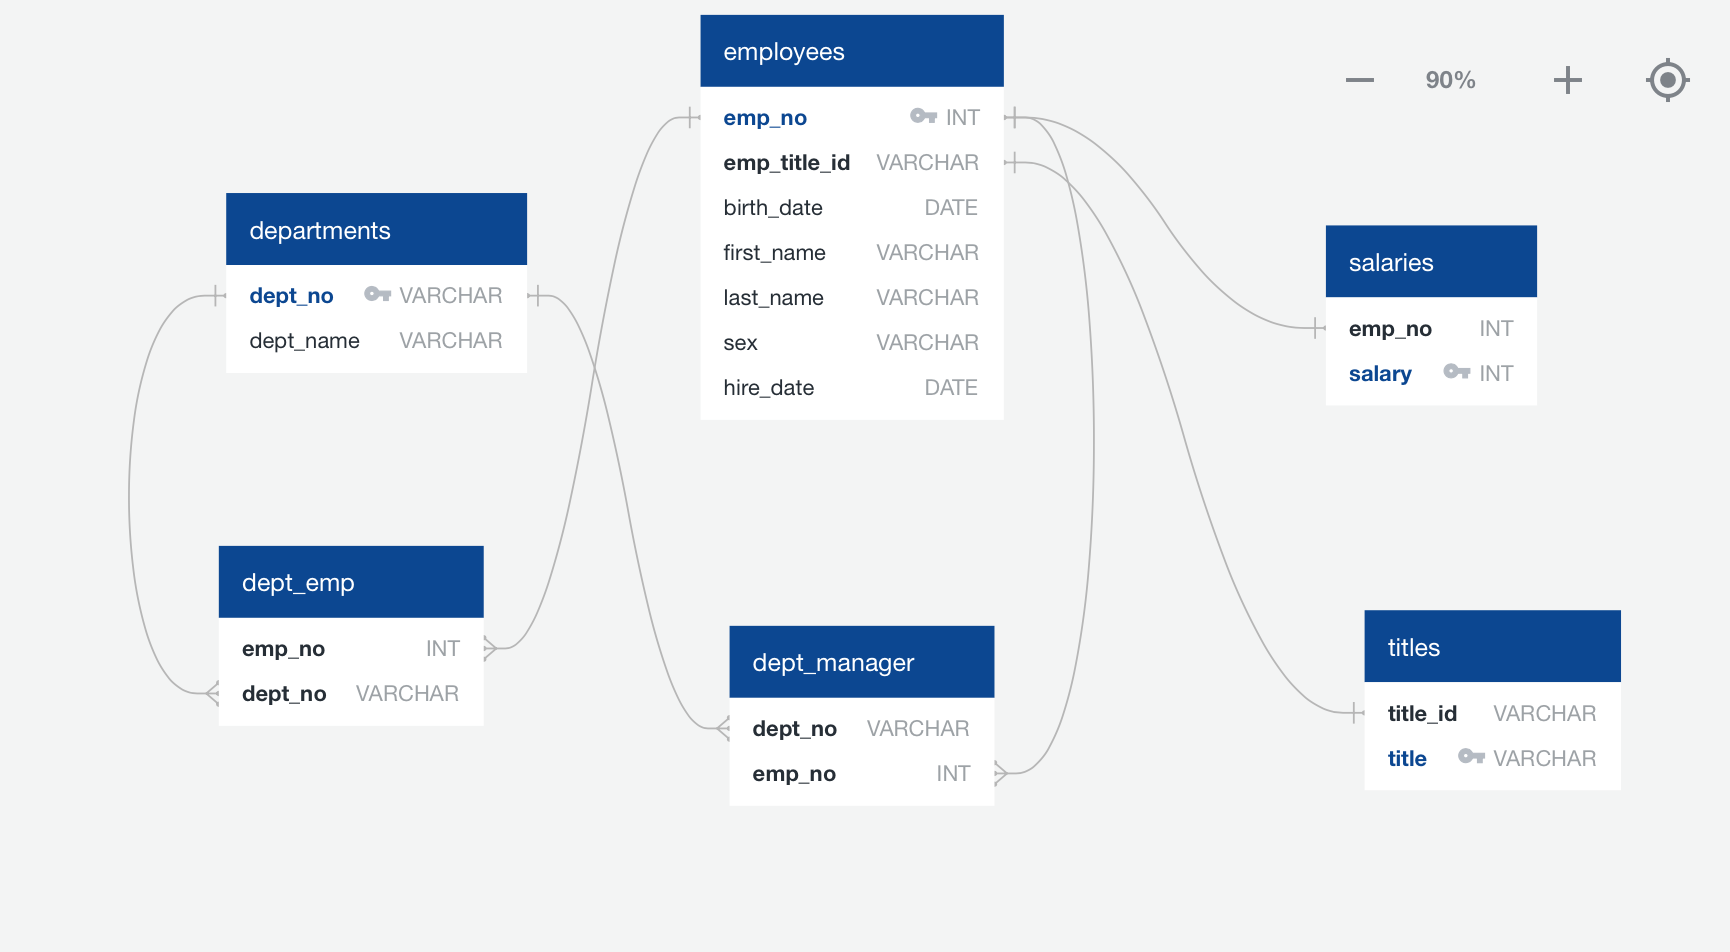 employees
emp_no INT
emp_title_id VARCHAR
birth_date DATE
first_name VARCHAR
last_name VARCHAR
sex VARCHAR
hire_date DATE
90%
departments
dept_no VARCHAR
dept_name VARCHAR
salaries
emp_no INT
salary INT
dept_emp
emp_no INT
dept_no VARCHAR
dept_manager
dept_no VARCHAR
emp_no INT
titles
title_id VARCHAR
title VARCHAR